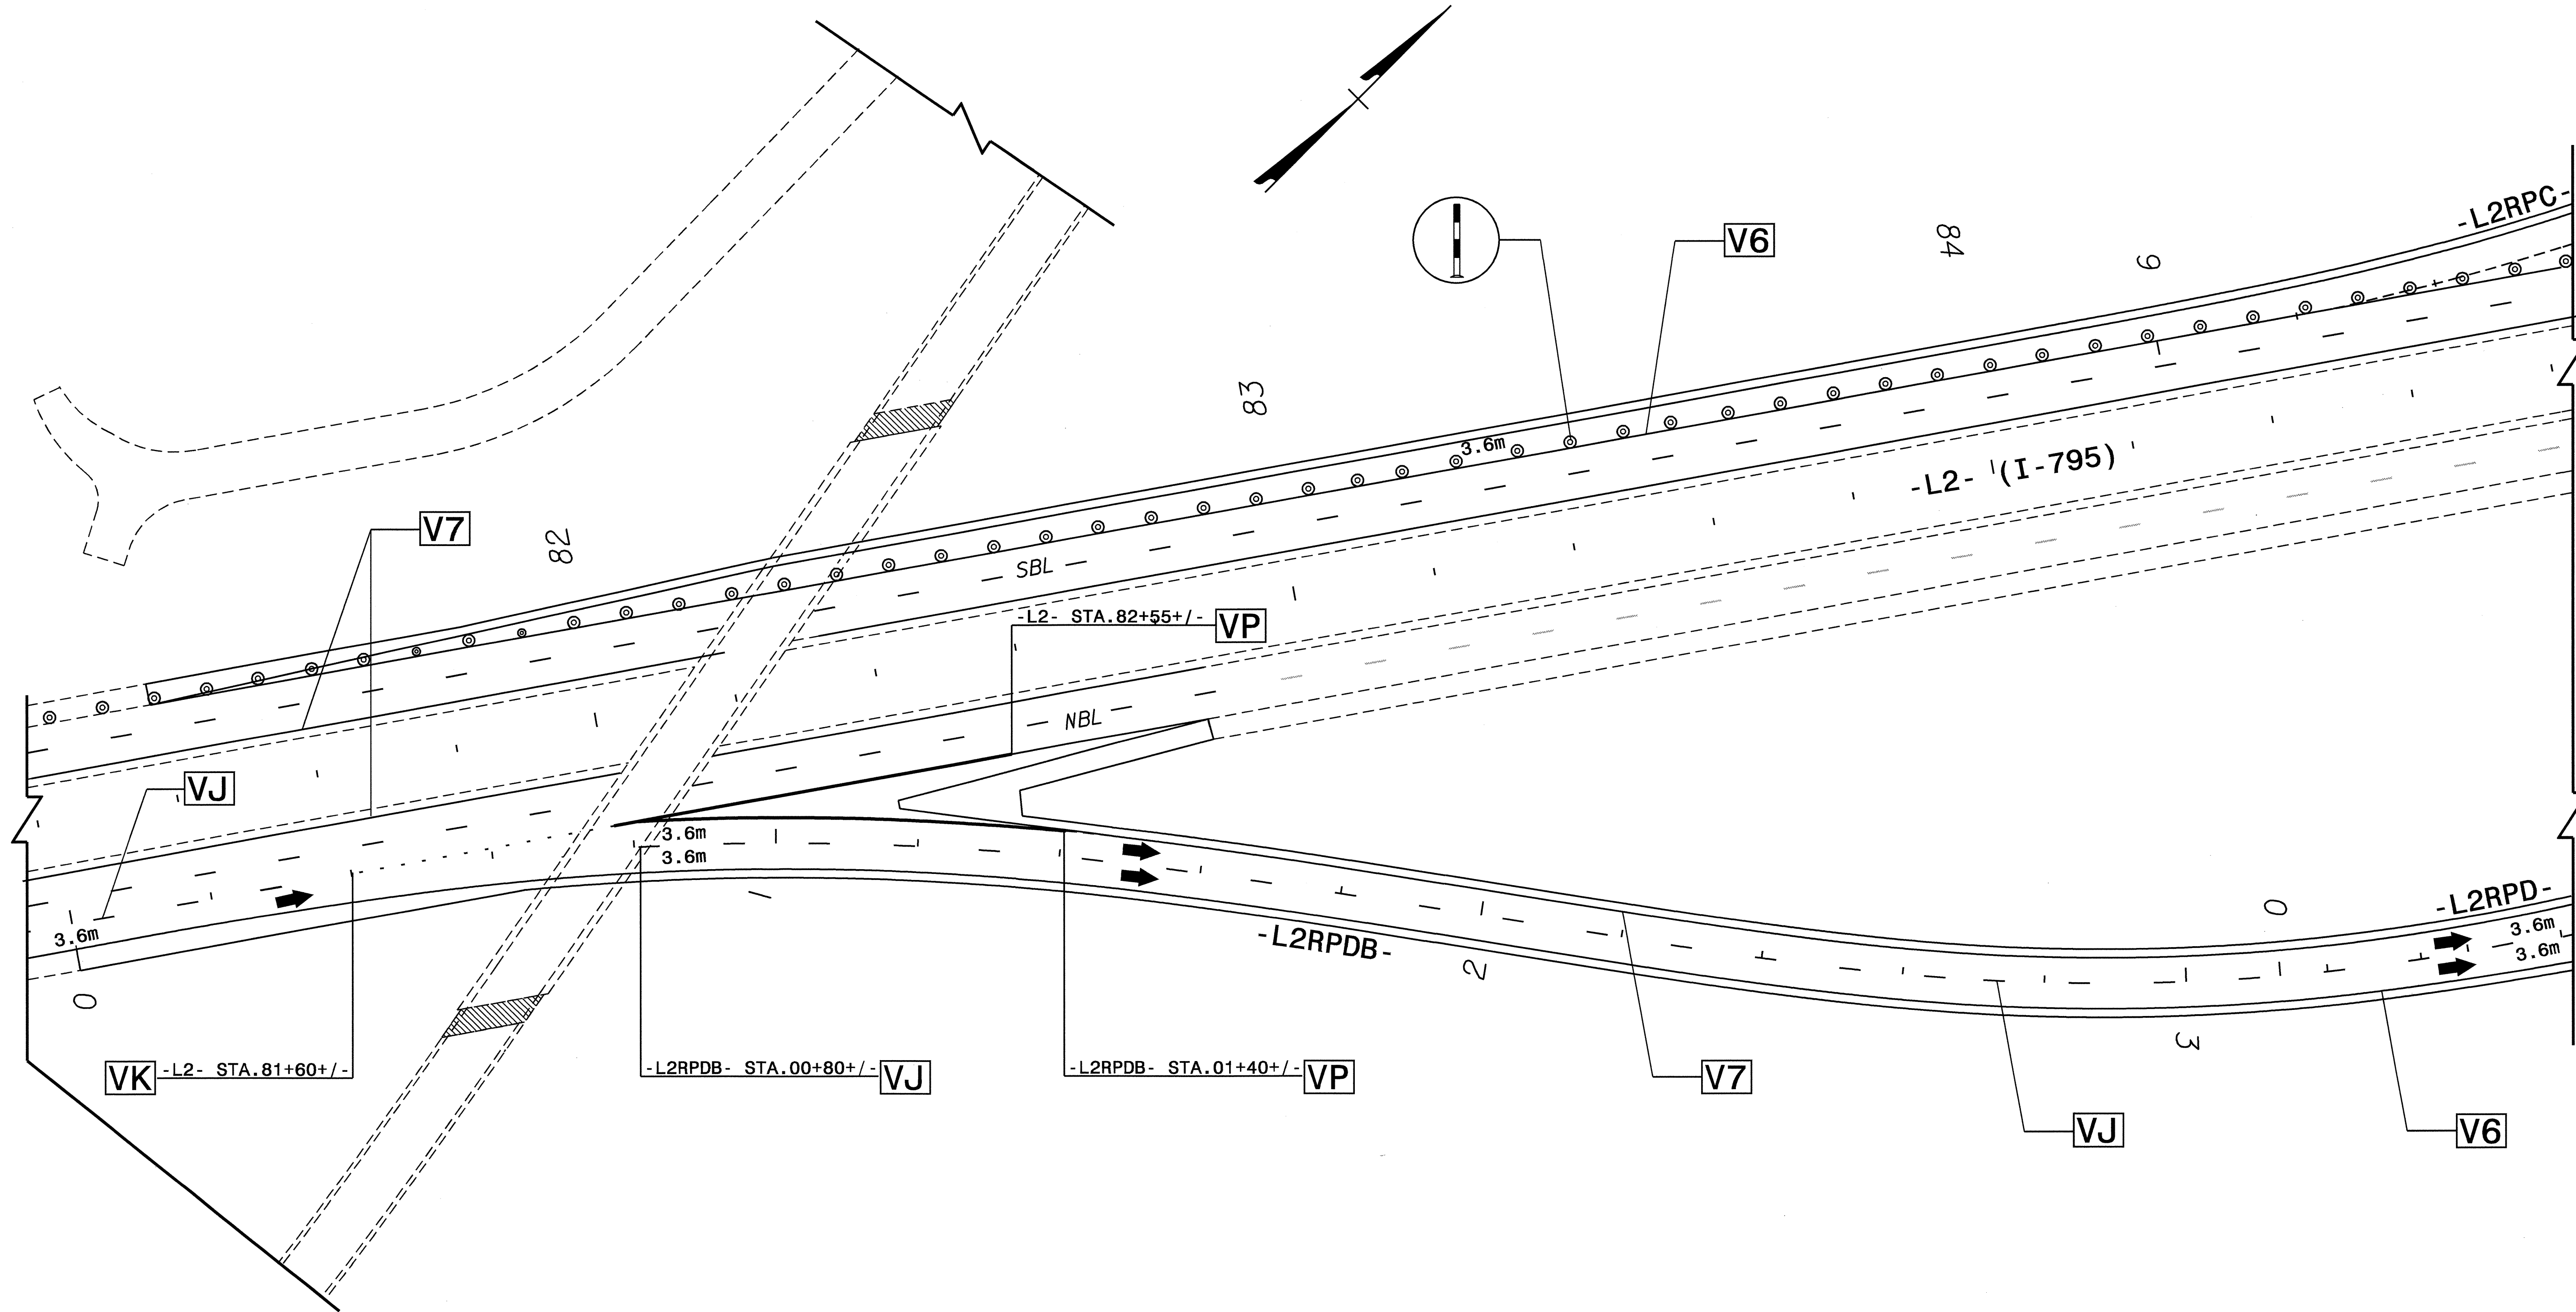 -L2RPC-
84
9
V6
83
3.6m
-L2- (I-795)
V7
82
SBL
-L2- STA.82+55+/- VP
NBL
VJ
3.6m
3.6m
3.6m
0
-L2RPDB-
2
0
-L2RPD-
3.6m
3.6m
3
1
VK -L2- STA.81+60+/-
-L2RPDB- STA.00+80+/- VJ
-L2RPDB- STA.01+40+/- VP
V7
VJ
V6